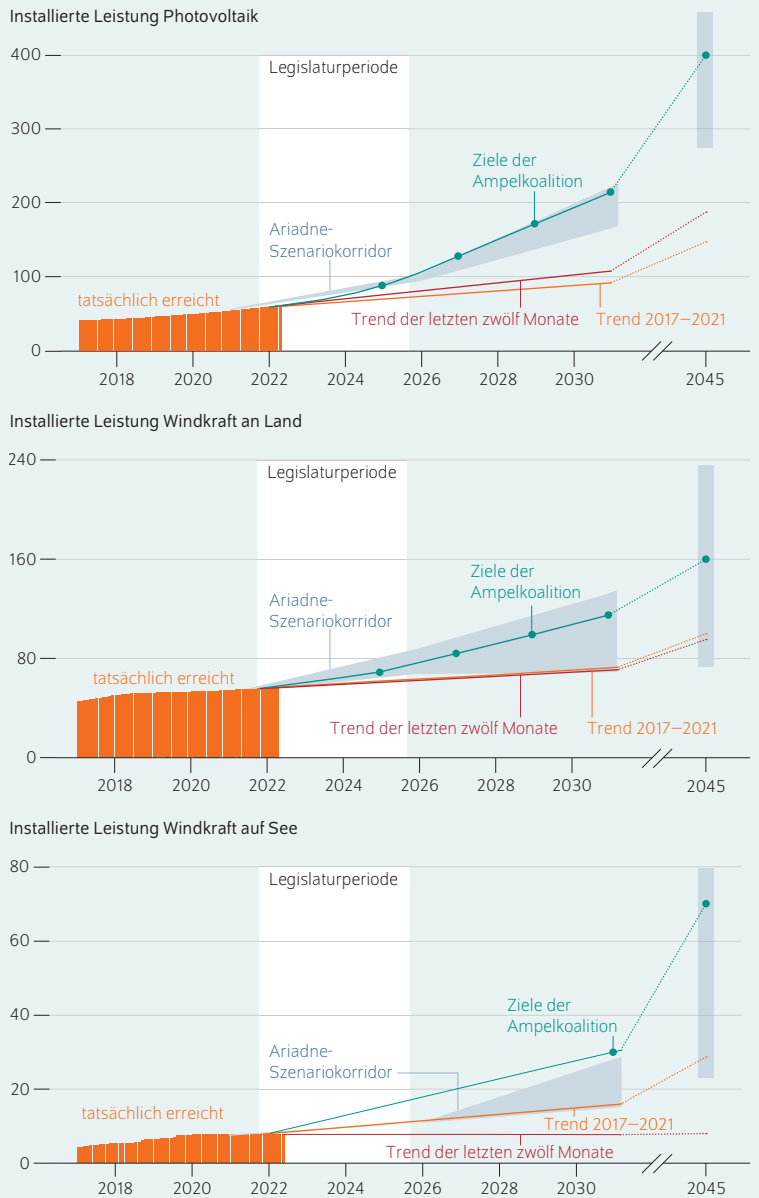 Installierte Leistung Photovoltaik
400
Legislaturperiode
300
Ziele der
Ampelkoalition
200
Ariadne-
Szenariokorridor
100
tatsächlich erreicht
Trend der letzten zwölf Monate
Trend 2017–2021
0
2018
2020
2022
2024
2026
2028
2030
2045
Installierte Leistung Windkraft an Land
240
Legislaturperiode
160
Ziele der
Ampelkoalition
Ariadne-
Szenariokorridor
80
tatsächlich erreicht
Trend der letzten zwölf Monate
Trend 2017–2021
0
2018
2020
2022
2024
2026
2028
2030
2045
Installierte Leistung Windkraft auf See
80
Legislaturperiode
60
40
Ziele der
Ampelkoalition
Ariadne-
Szenariokorridor
20
tatsächlich erreicht
Trend 2017–2021
Trend der letzten zwölf Monate
0
2018
2020
2022
2024
2026
2028
2030
2045